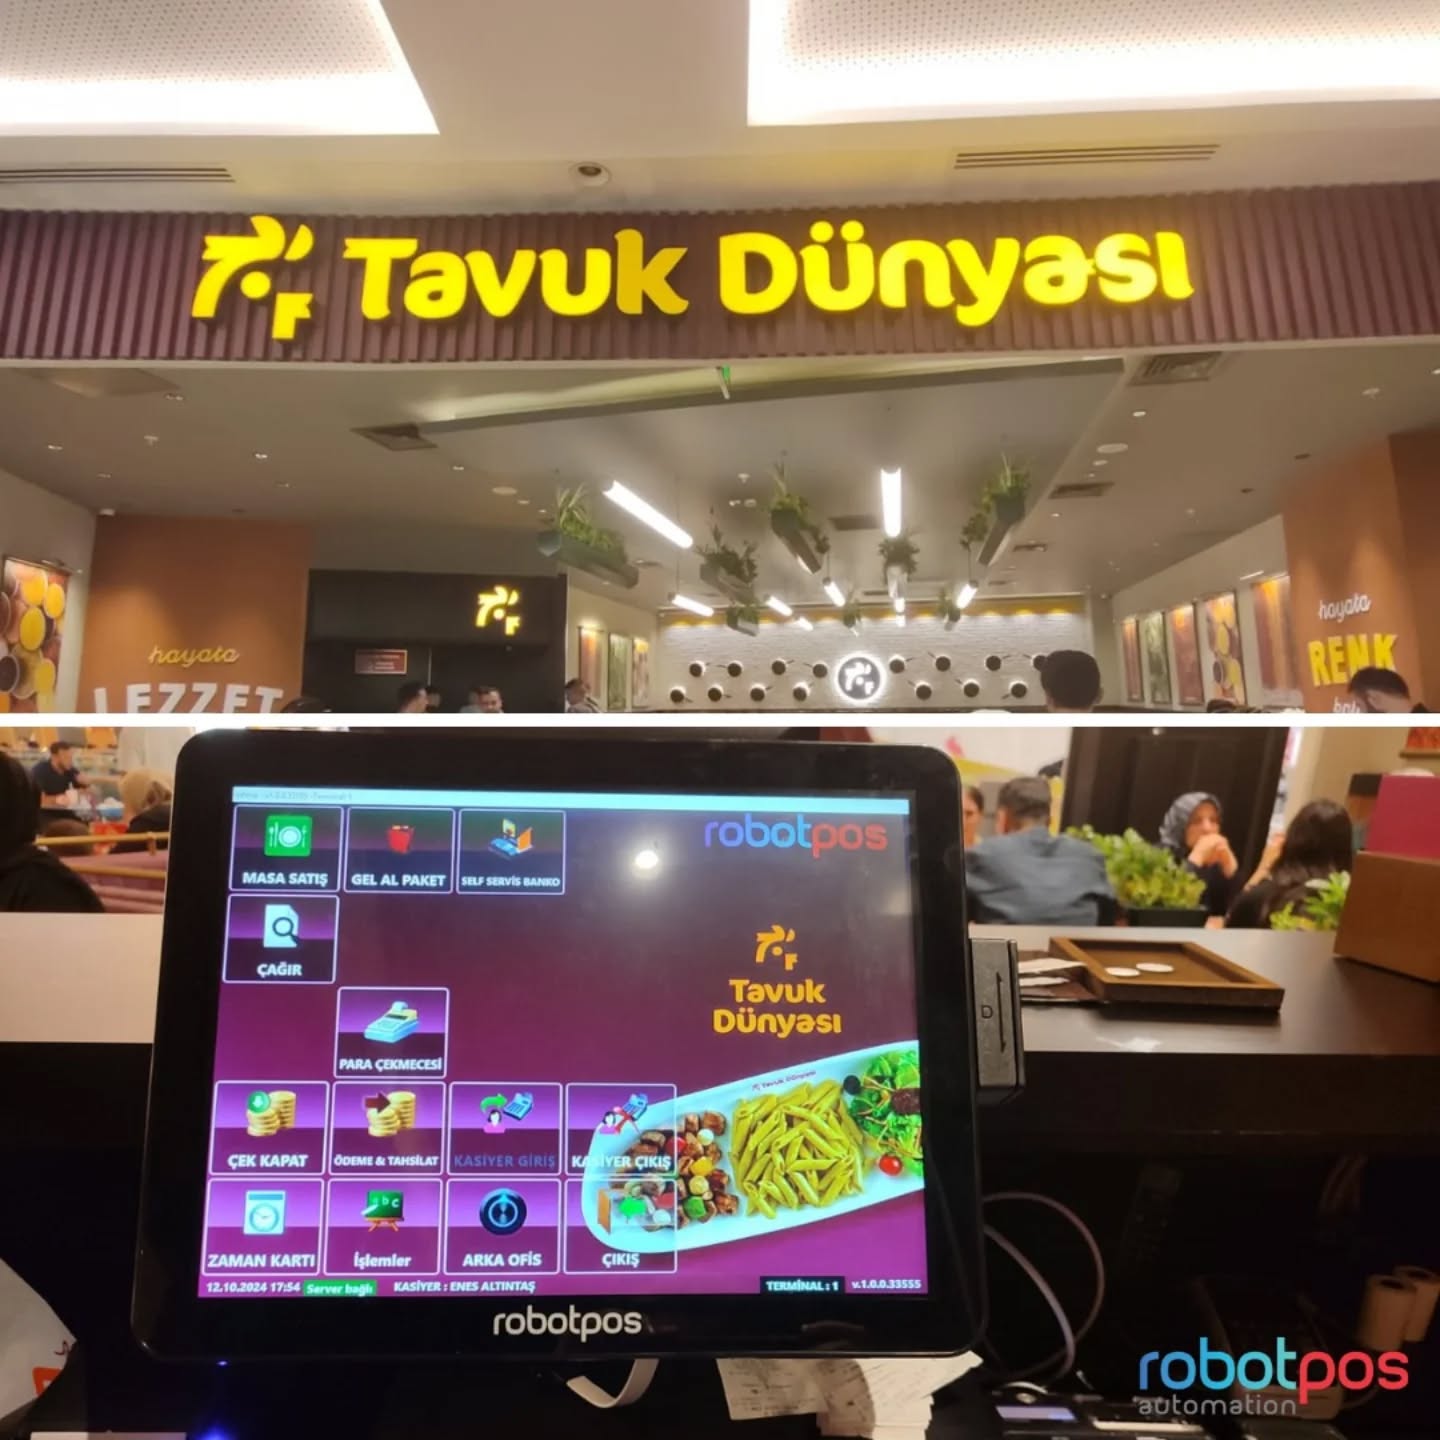 Tavuk Dünyası
hayata
LEZZET
hayata
RENK
robotpos
MASA SATIŞ
GEL AL PAKET
SELF SERVİS BANKO
ÇAĞIR
Tavuk
Dünyası
PARA ÇEKMECESİ
Tavuk Dünyası
ÇEK KAPAT
ÖDEME & TAHSİLAT
KASİYER GİRİŞ
KASİYER ÇIKIŞ
abc
ZAMAN KARTI
İşlemler
ARKA OFİS
ÇIKIŞ
12.10.2024 17:54 Server bağlı KASİYER : ENES ALTINTAŞ TERMİNAL : 1 v.1.0.0.33555
robotpos
robotpos
automation